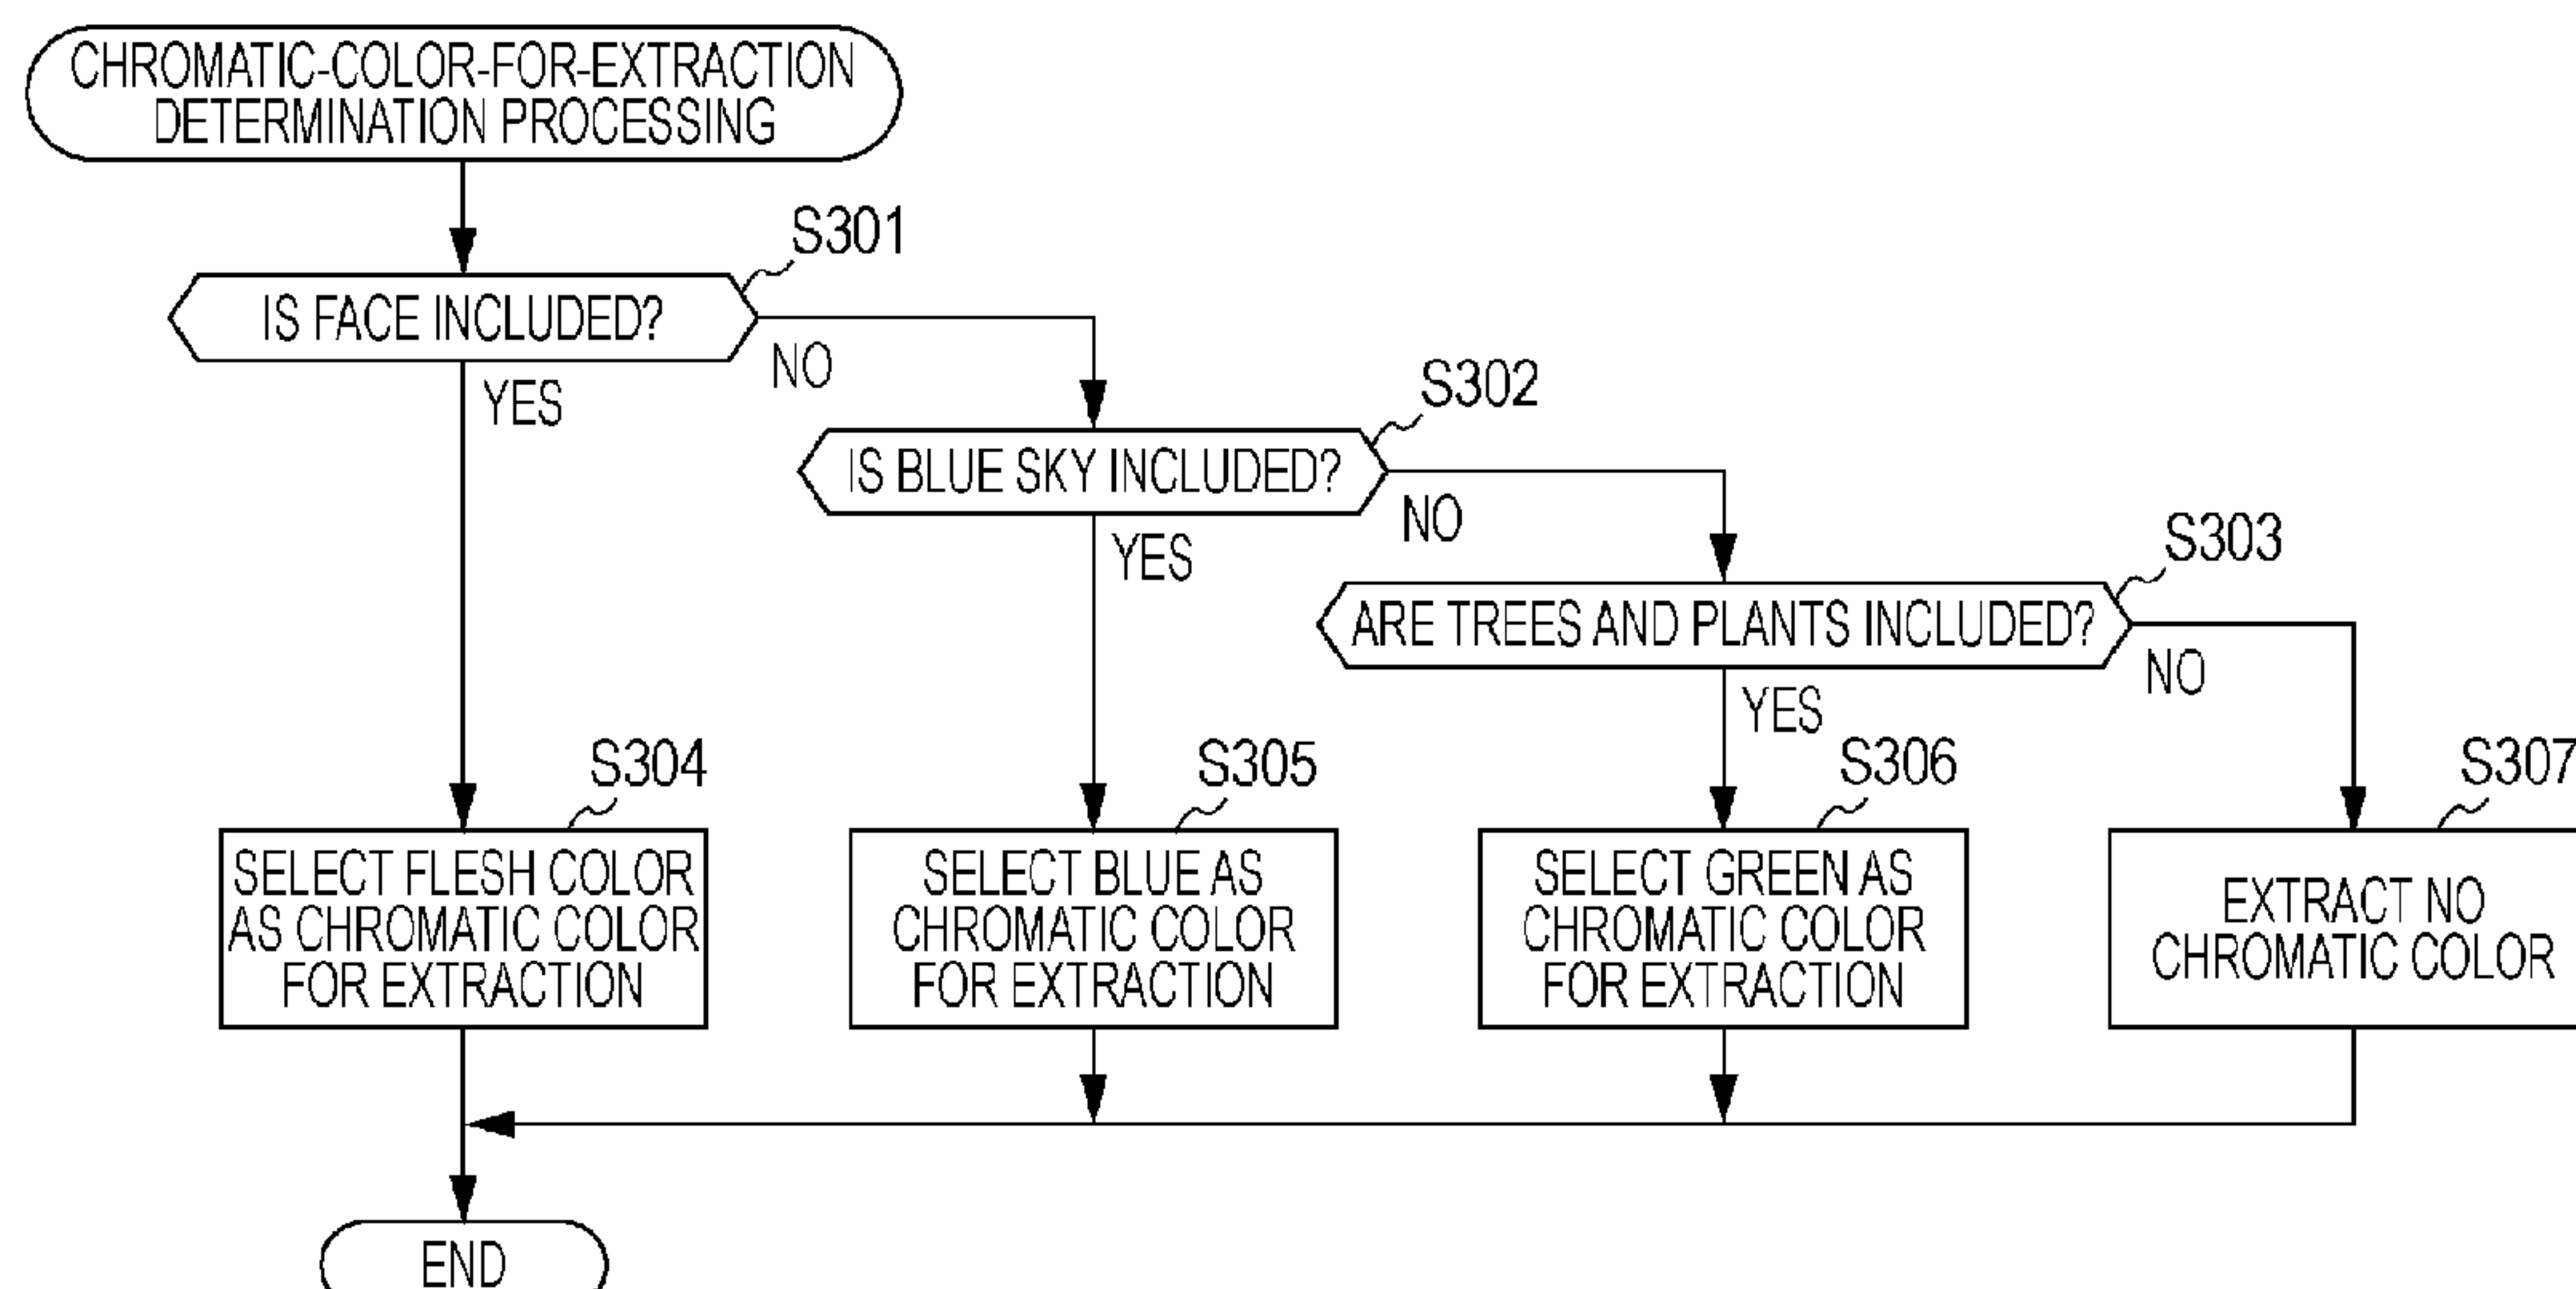 CHROMATIC-COLOR-FOR-EXTRACTION
DETERMINATION PROCESSING
S301
IS FACE INCLUDED?
NO
YES
S302
IS BLUE SKY INCLUDED?
NO
YES
S303
ARE TREES AND PLANTS INCLUDED?
NO
YES
S304
SELECT FLESH COLOR
AS CHROMATIC COLOR
FOR EXTRACTION
S305
SELECT BLUE AS
CHROMATIC COLOR
FOR EXTRACTION
S306
SELECT GREEN AS
CHROMATIC COLOR
FOR EXTRACTION
S307
EXTRACT NO
CHROMATIC COLOR
END